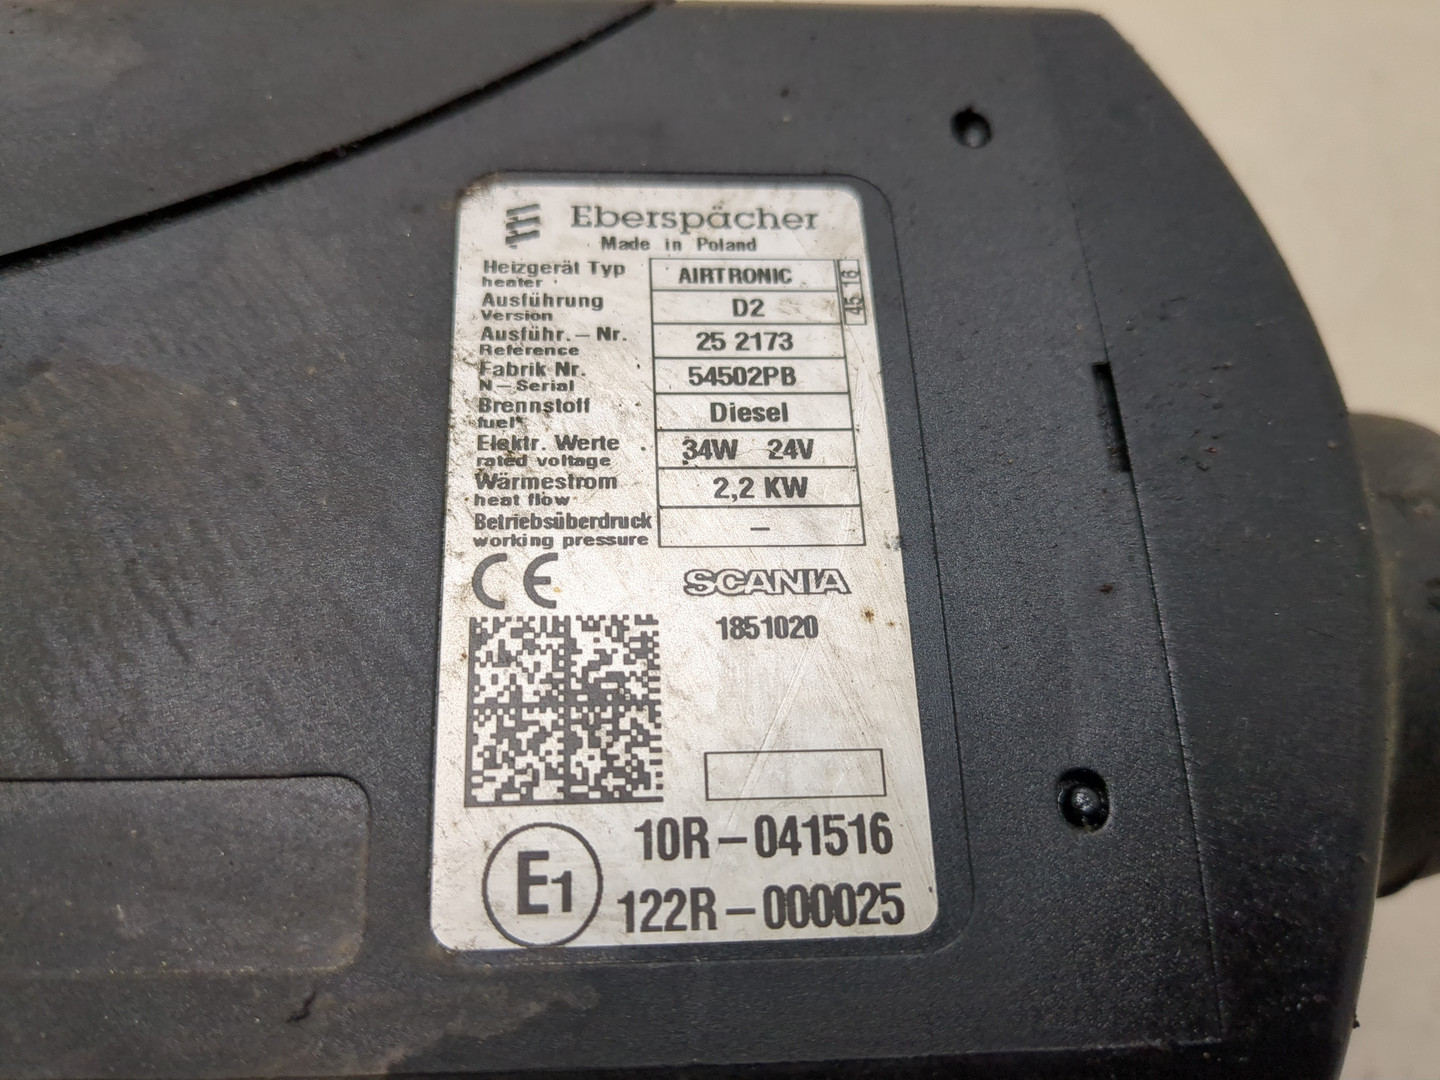 Eberspächer
Made in Poland
Heizgerät Typ AIRTRONIC
heater
45 16
Ausführung D2
Version
Ausführ. – Nr. 25 2173
Reference
Fabrik Nr. 54502PB
N – Serial
Brennstoff Diesel
fuel
Elektr. Werte 34W 24V
rated voltage
Wärmestrom 2,2 KW
heat flow
Betriebsüberdruck –
working pressure
CE SCANIA
1851020
10R – 041516
E1
122R – 000025